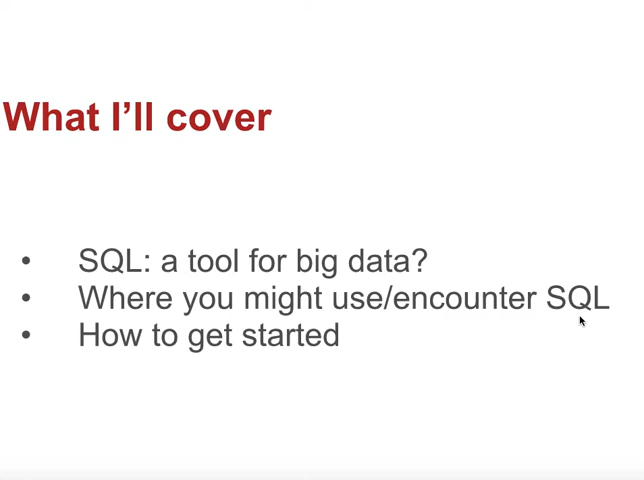 What I’ll cover
• SQL: a tool for big data?
• Where you might use/encounter SQL
• How to get started